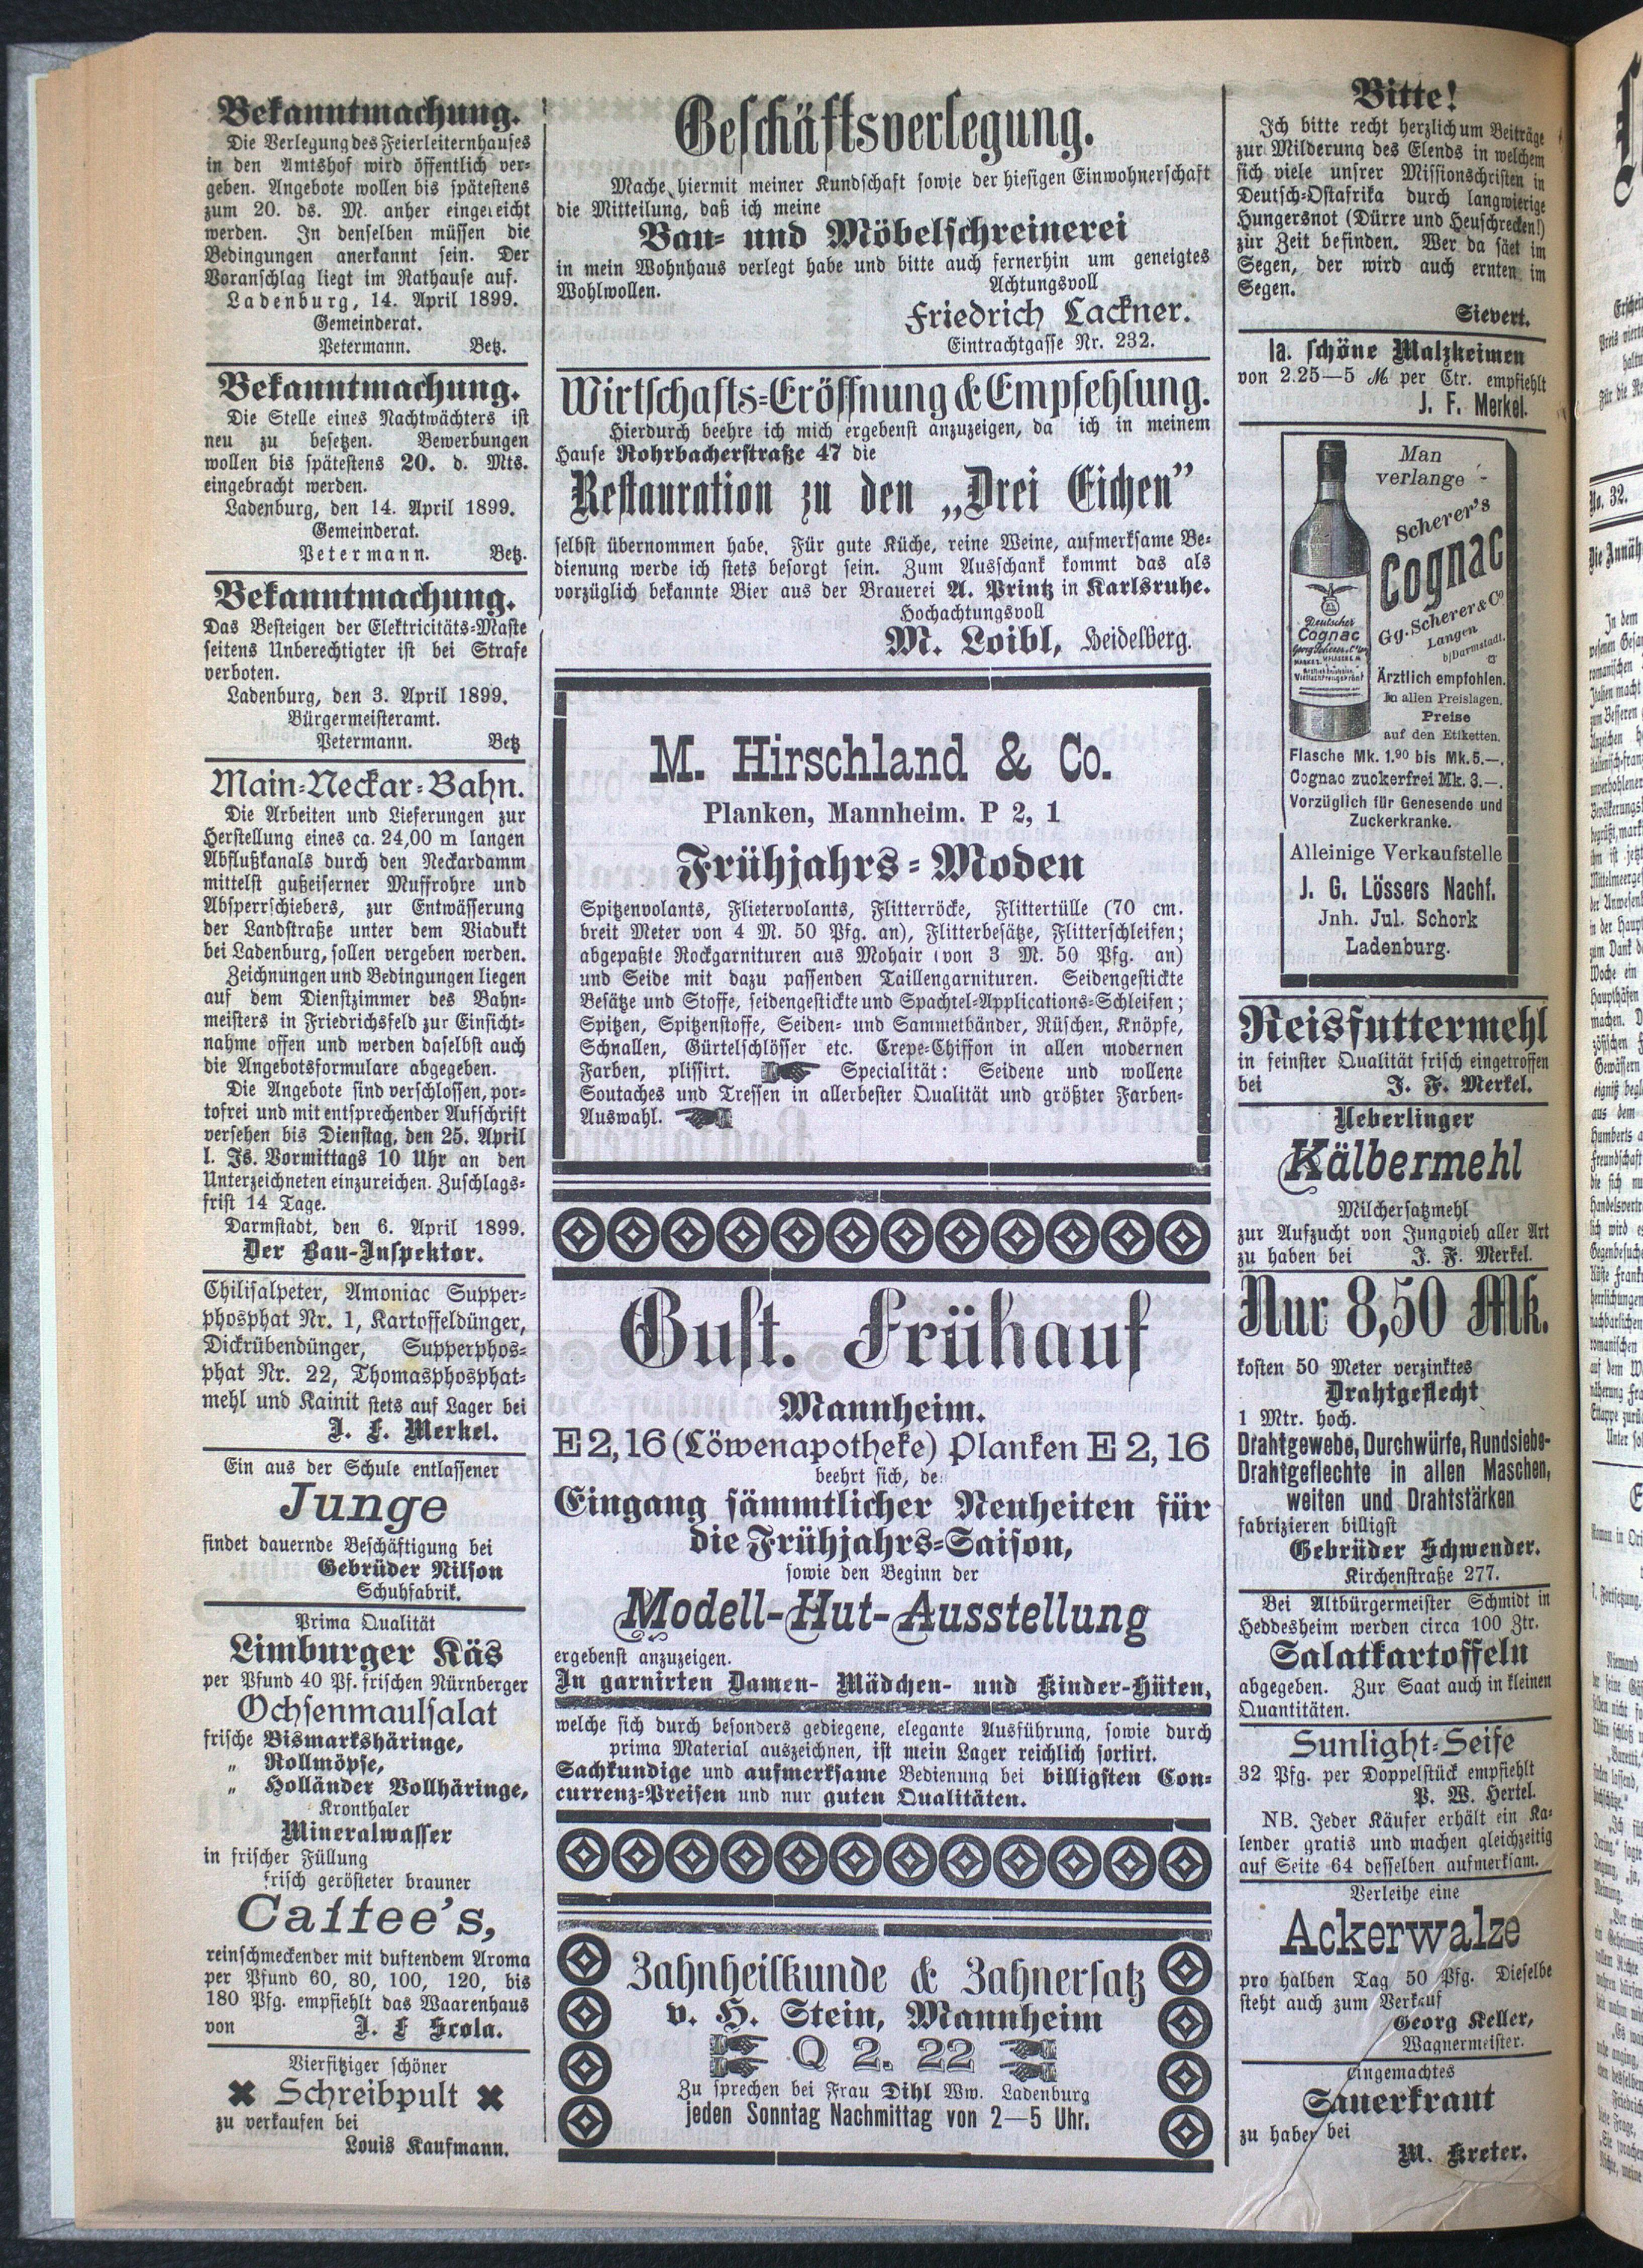 Bekanntmachung.
Die Verlegung des Feierleiternhauses
in den Amtshof wird öffentlich ver-
geben. Angebote wollen bis spätestens
zum 20. ds. M. anher eingereicht
werden. In denselben müssen die
Bedingungen anerkannt sein. Der
Voranschlag liegt im Rathause auf.
Ladenburg, 14. April 1899.
Gemeinderat.
Petermann. Betz.
Bekanntmachung.
Die Stelle eines Nachtwächters ist
neu zu besetzen. Bewerbungen
wollen bis spätestens 20. d. Mts.
eingebracht werden.
Ladenburg, den 14. April 1899.
Gemeinderat.
Petermann. Betz.
Bekanntmachung.
Das Besteigen der Elektricitäts-Maste
seitens Unberechtigter ist bei Strafe
verboten.
Ladenburg, den 3. April 1899.
Bürgermeisteramt.
Petermann. Betz
Main-Neckar-Bahn.
Die Arbeiten und Lieferungen zur
Herstellung eines ca. 24,00 m langen
Abflußkanals durch den Neckardamm
mittelst gußeiserner Muffrohre und
Absperrschiebers, zur Entwässerung
der Landstraße unter dem Viadukt
bei Ladenburg, sollen vergeben werden.
Zeichnungen und Bedingungen liegen
auf dem Dienstzimmer des Bahn-
meisters in Friedrichsfeld zur Einsicht-
nahme offen und werden daselbst auch
die Angebotsformulare abgegeben.
Die Angebote sind verschlossen, por-
tofrei und mit entsprechender Aufschrift
versehen bis Dienstag, den 25. April
l. Js. Vormittags 10 Uhr an den
Unterzeichneten einzureichen. Zuschlags-
frist 14 Tage.
Darmstadt, den 6. April 1899.
Der Bau-Inspektor.
Chilisalpeter, Amoniac Supper-
phosphat Nr. 1, Kartoffeldünger,
Dickrübendünger, Supperphos-
phat Nr. 22, Thomasphosphat-
mehl und Kainit stets auf Lager bei
J. F. Merkel.
Ein aus der Schule entlassener
Junge
findet dauernde Beschäftigung bei
Gebrüder Nilson
Schuhfabrik.
Prima Qualität
Limburger Käs
per Pfund 40 Pf. frischen Nürnberger
Ochsenmaulsalat
frische Bismarkshäringe,
„ Rollmöpse,
„ Holländer Vollhäringe,
Kronthaler
Mineralwasser
in frischer Füllung
frisch gerösteter brauner
Caffee's,
reinschmeckender mit duftendem Aroma
per Pfund 60, 80, 100, 120, bis
180 Pfg. empfiehlt das Waarenhaus
von J. F Scola.
Viersitziger schöner
Schreibpult
zu verkaufen bei
Louis Kaufmann.
Geschäftsverlegung.
Mache hiermit meiner Kundschaft sowie der hiesigen Einwohnerschaft
die Mitteilung, daß ich meine
Bau- und Möbelschreinerei
in mein Wohnhaus verlegt habe und bitte auch fernerhin um geneigtes
Wohlwollen. Achtungsvoll
Friedrich Lackner.
Eintrachtgasse Nr. 232.
Wirtschafts-Eröffnung & Empfehlung.
Hierdurch beehre ich mich ergebenst anzuzeigen, da ich in meinem
Hause Rohrbacherstraße 47 die
Restauration zu den „Drei Eichen"
selbst übernommen habe. Für gute Küche, reine Weine, aufmerksame Be-
dienung werde ich stets besorgt sein. Zum Ausschank kommt das als
vorzüglich bekannte Bier aus der Brauerei A. Printz in Karlsruhe.
Hochachtungsvoll
M. Loibl, Heidelberg.
M. Hirschland & Co.
Planken, Mannheim. P 2, 1
Frühjahrs-Moden
Spitzenvolants, Flietervolants, Flitterröcke, Flittertülle (70 cm.
breit Meter von 4 M. 50 Pfg. an), Flitterbesätze, Flitterschleifen;
abgepaßte Rockgarnituren aus Mohair (von 3 M. 50 Pfg. an)
und Seide mit dazu passenden Taillengarnituren. Seidengestickte
Besätze und Stoffe, seidengestickte und Spachtel-Applications-Schleifen;
Spitzen, Spitzenstoffe, Seiden- und Sammetbänder, Rüschen, Knöpfe,
Schnallen, Gürtelschlösser etc. Crepe-Chiffon in allen modernen
Farben, plissirt. Specialität: Seidene und wollene
Soutaches und Tressen in allerbester Qualität und größter Farben-
Auswahl.
Gust. Frühauf
Mannheim.
E 2, 16 (Löwenapotheke) Planken E 2, 16
beehrt sich, de
Eingang sämmtlicher Neuheiten für
die Frühjahrs-Saison,
sowie den Beginn der
Modell-Hut-Ausstellung
ergebenst anzuzeigen.
In garnirten Damen- Mädchen- und Kinder-Hüten,
welche sich durch besonders gediegene, elegante Ausführung, sowie durch
prima Material auszeichnen, ist mein Lager reichlich sortirt.
Sachkundige und aufmerksame Bedienung bei billigsten Con-
currenz-Preisen und nur guten Qualitäten.
Zahnheilkunde & Zahnersatz
v. H. Stein, Mannheim
Q 2. 22
Zu sprechen bei Frau Dihl Ww. Ladenburg
jeden Sonntag Nachmittag von 2—5 Uhr.
Bitte!
Ich bitte recht herzlich um Beiträge
zur Milderung des Elends in welchem
sich viele unsrer Missionschristen in
Deutsch-Ostafrika durch langwierige
Hungersnot (Dürre und Heuschrecken!)
zur Zeit befinden. Wer da säet im
Segen, der wird auch ernten im
Segen.
Sievert.
Ia. schöne Malzkeimen
von 2.25—5 M per Ctr. empfiehlt
J. F. Merkel.
Man
verlange
Scherer's
Cognac
Gg. Scherer & Co
Langen
b/Darmstadt.
Deutscher
Cognac
Ärztlich empfohlen.
In allen Preislagen.
Preise
auf den Etiketten.
Flasche Mk. 1.90 bis Mk. 5.—.
Cognac zuckerfrei Mk. 3.—.
Vorzüglich für Genesende und
Zuckerkranke.
Alleinige Verkaufstelle
J. G. Lössers Nachf.
Jnh. Jul. Schork
Ladenburg.
Reisfuttermehl
in feinster Qualität frisch eingetroffen
bei J. F. Merkel.
Ueberlinger
Kälbermehl
Milchersatzmehl
zur Aufzucht von Jungvieh aller Art
zu haben bei J. F. Merkel.
Nur 8,50 Mk.
kosten 50 Meter verzinktes
Drahtgeflecht
1 Mtr. hoch.
Drahtgewebe, Durchwürfe, Rundsiebe-
Drahtgeflechte in allen Maschen,
weiten und Drahtstärken
fabrizieren billigst
Gebrüder Schwender.
Kirchenstraße 277.
Bei Altbürgermeister Schmidt in
Heddesheim werden circa 100 Ztr.
Salatkartoffeln
abgegeben. Zur Saat auch in kleinen
Quantitäten.
Sunlight-Seife
32 Pfg. per Doppelstück empfiehlt
P. W. Hertel.
NB. Jeder Käufer erhält ein Ka-
lender gratis und machen gleichzeitig
auf Seite 64 desselben aufmerksam.
Verleihe eine
Ackerwalze
pro halben Tag 50 Pfg. Dieselbe
steht auch zum Verkauf
Georg Keller,
Wagnermeister.
Eingemachtes
Sauerkraut
zu haben bei
M. Kreter.
No. 32.